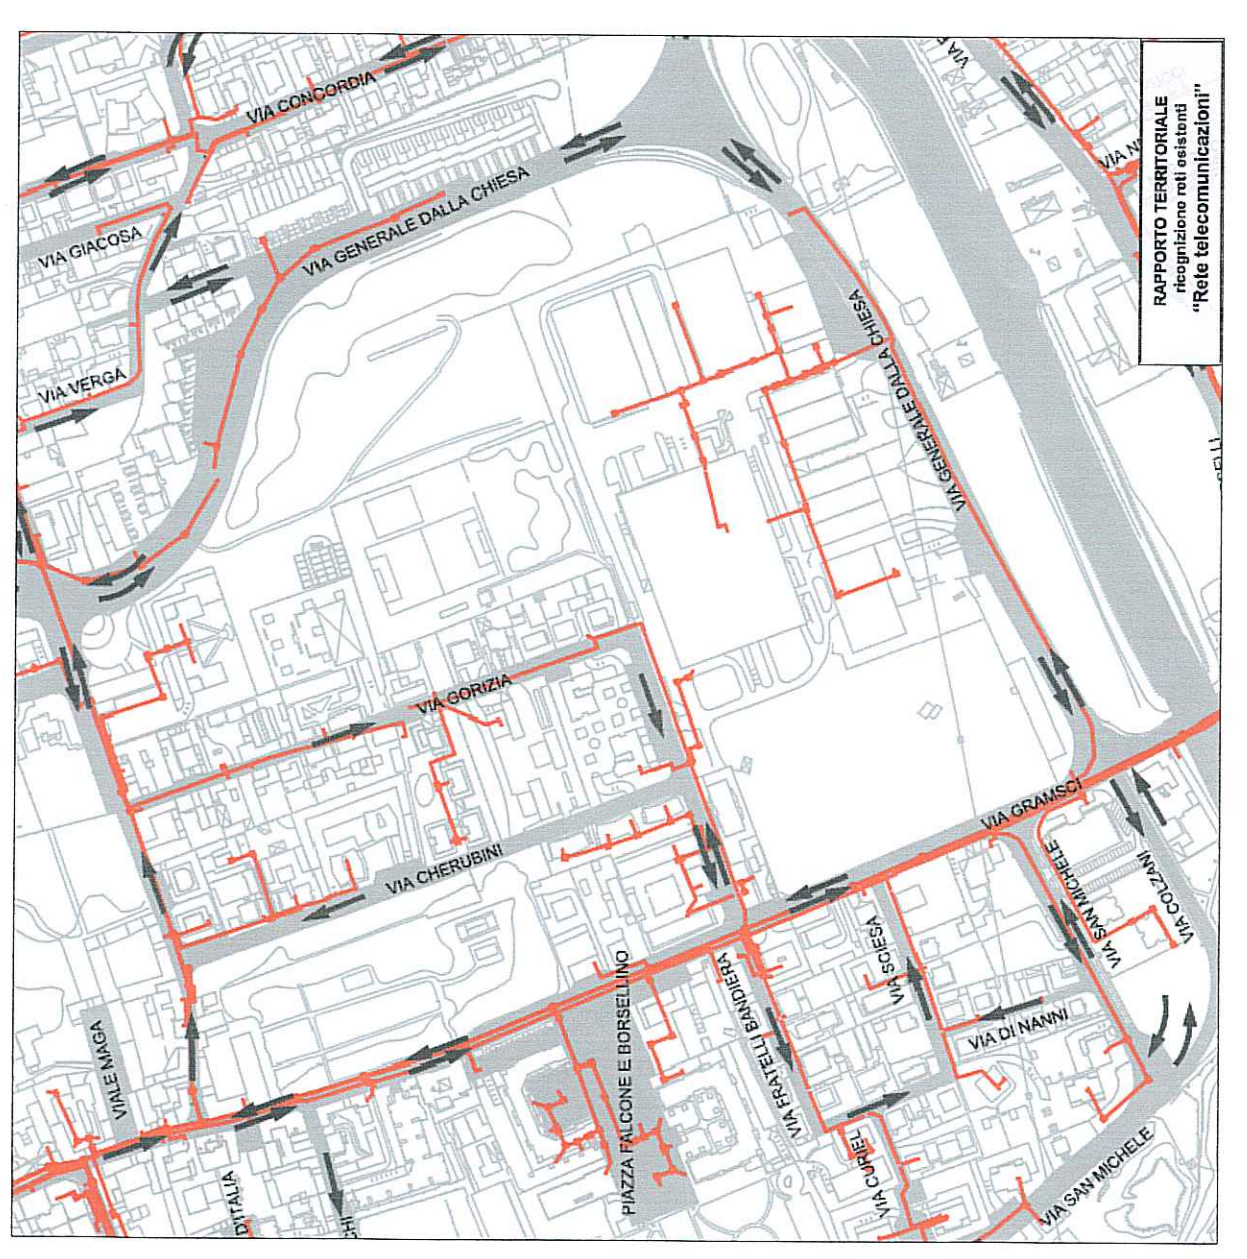 RAPPORTO TERRITORIALE
ricognizione reti esistenti
"Rete telecomunicazioni"
VIA CONCORDIA
VIA GIACOSA
VIA GENERALE DALLA CHIESA
VIA VERGA
VIA GENERALE DALLA CHIESA
VIA GORIZIA
VIA CHERUBINI
VIA GRAMSCI
VIA SAN MICHELE
VIA COLZANI
VIA SCIESA
VIA DI NANNI
VIA FRATELLI BANDIERA
PIAZZA FALCONE E BORSELLINO
VIALE MAGA
D'ITALIA
CHI
VIA CURIEL
VIA SAN MICHELE